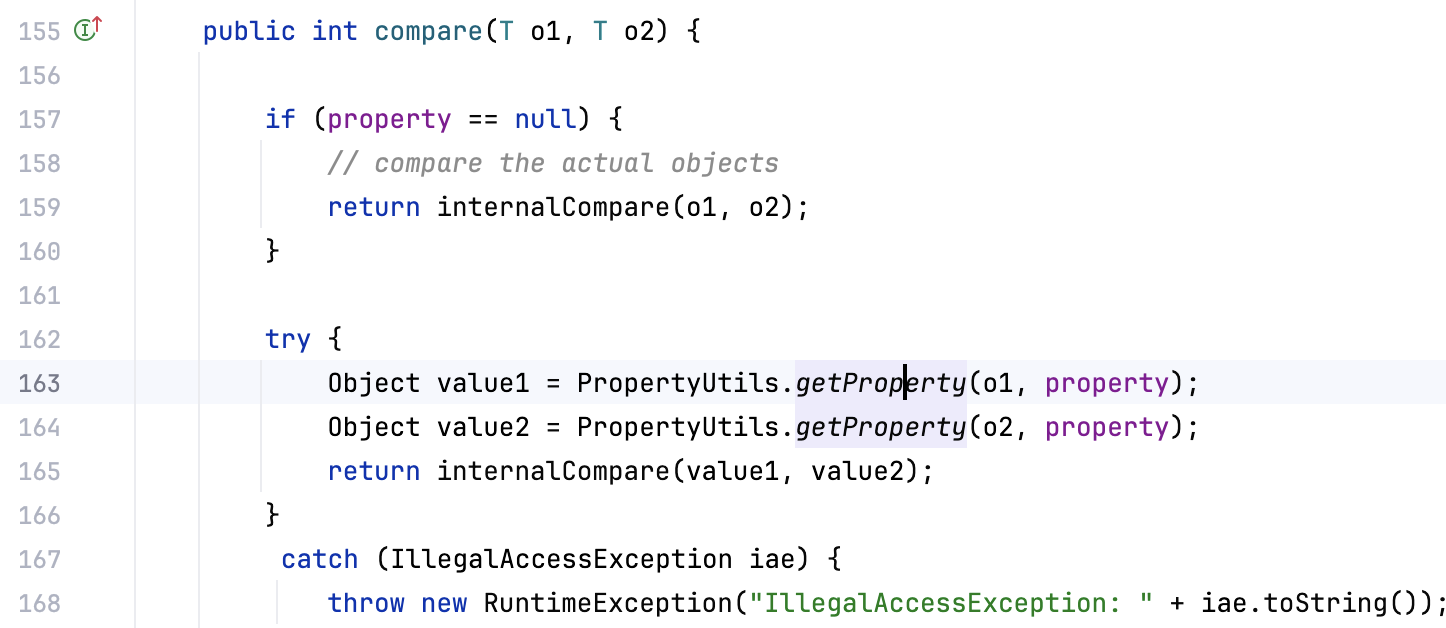 155 public int compare(T o1, T o2) {
156
157 if (property == null) {
158 // compare the actual objects
159 return internalCompare(o1, o2);
160 }
161
162 try {
163 Object value1 = PropertyUtils.getProperty(o1, property);
164 Object value2 = PropertyUtils.getProperty(o2, property);
165 return internalCompare(value1, value2);
166 }
167 catch (IllegalAccessException iae) {
168 throw new RuntimeException("IllegalAccessException: " + iae.toString());